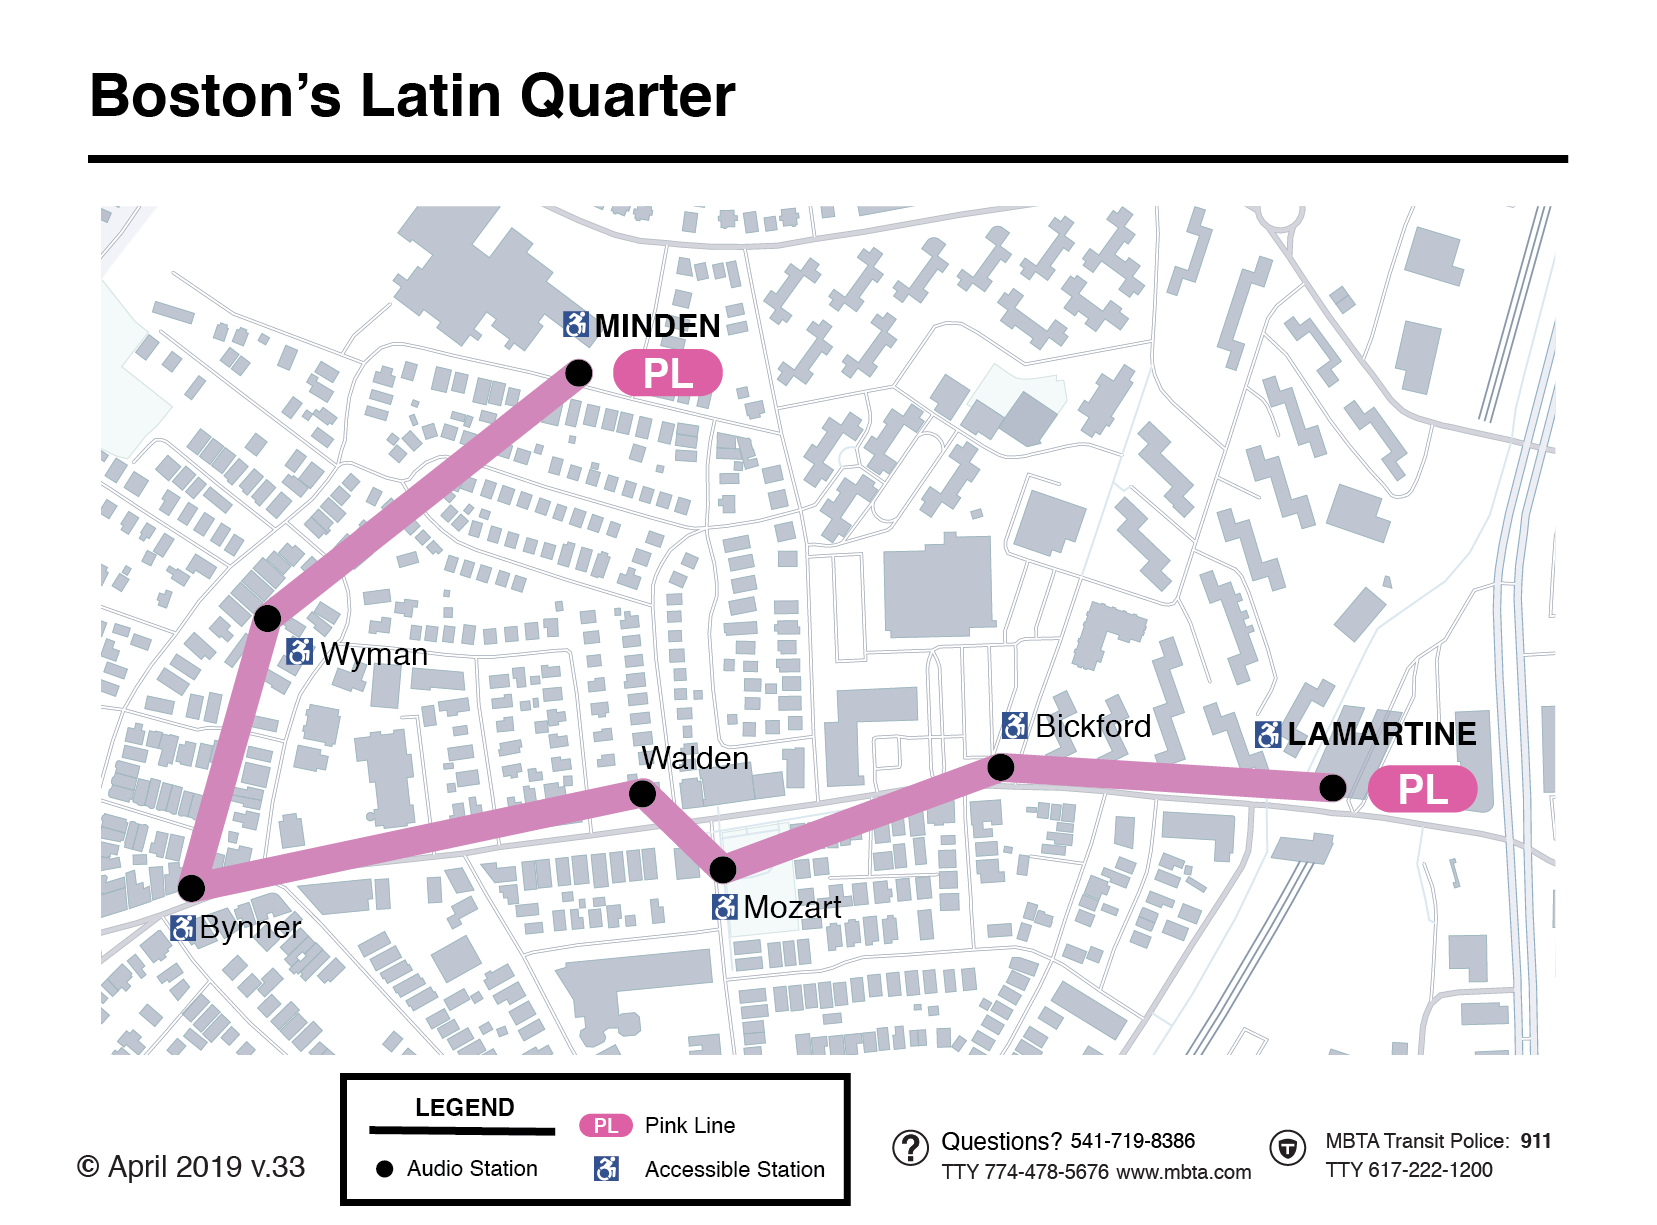 Boston’s Latin Quarter
MINDEN
PL
Wyman
Bickford
LAMARTINE
PL
Walden
Mozart
Bynner
LEGEND
PL Pink Line
Audio Station
Accessible Station
© April 2019 v.33
? Questions? 541-719-8386
TTY 774-478-5676 www.mbta.com
T MBTA Transit Police: 911
TTY 617-222-1200